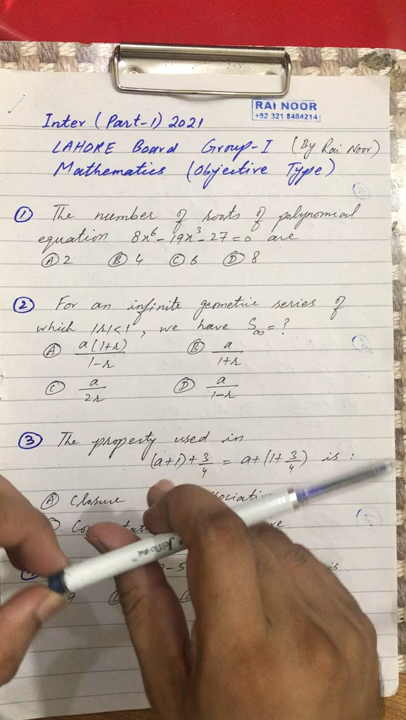 RAI NOOR
+92 321 8484214
Inter (Part-1) 2021
LAHORE Board Group-I (By Rai Noor)
Mathematics (Objective Type)
① The number of roots of polynomial
equation 8x⁶ - 19x³ - 27 = 0 are
Ⓐ 2 Ⓑ 4 Ⓒ 6 Ⓓ 8
② For an infinite geometric series of
which |r|<1, we have S∞ = ?
Ⓐ a(1+r)/1-r Ⓑ a/1+r
Ⓒ a/2r Ⓓ a/1-r
③ The property used in
(a+1)+3/4 = a+(1+3/4) is :
Ⓐ Closure